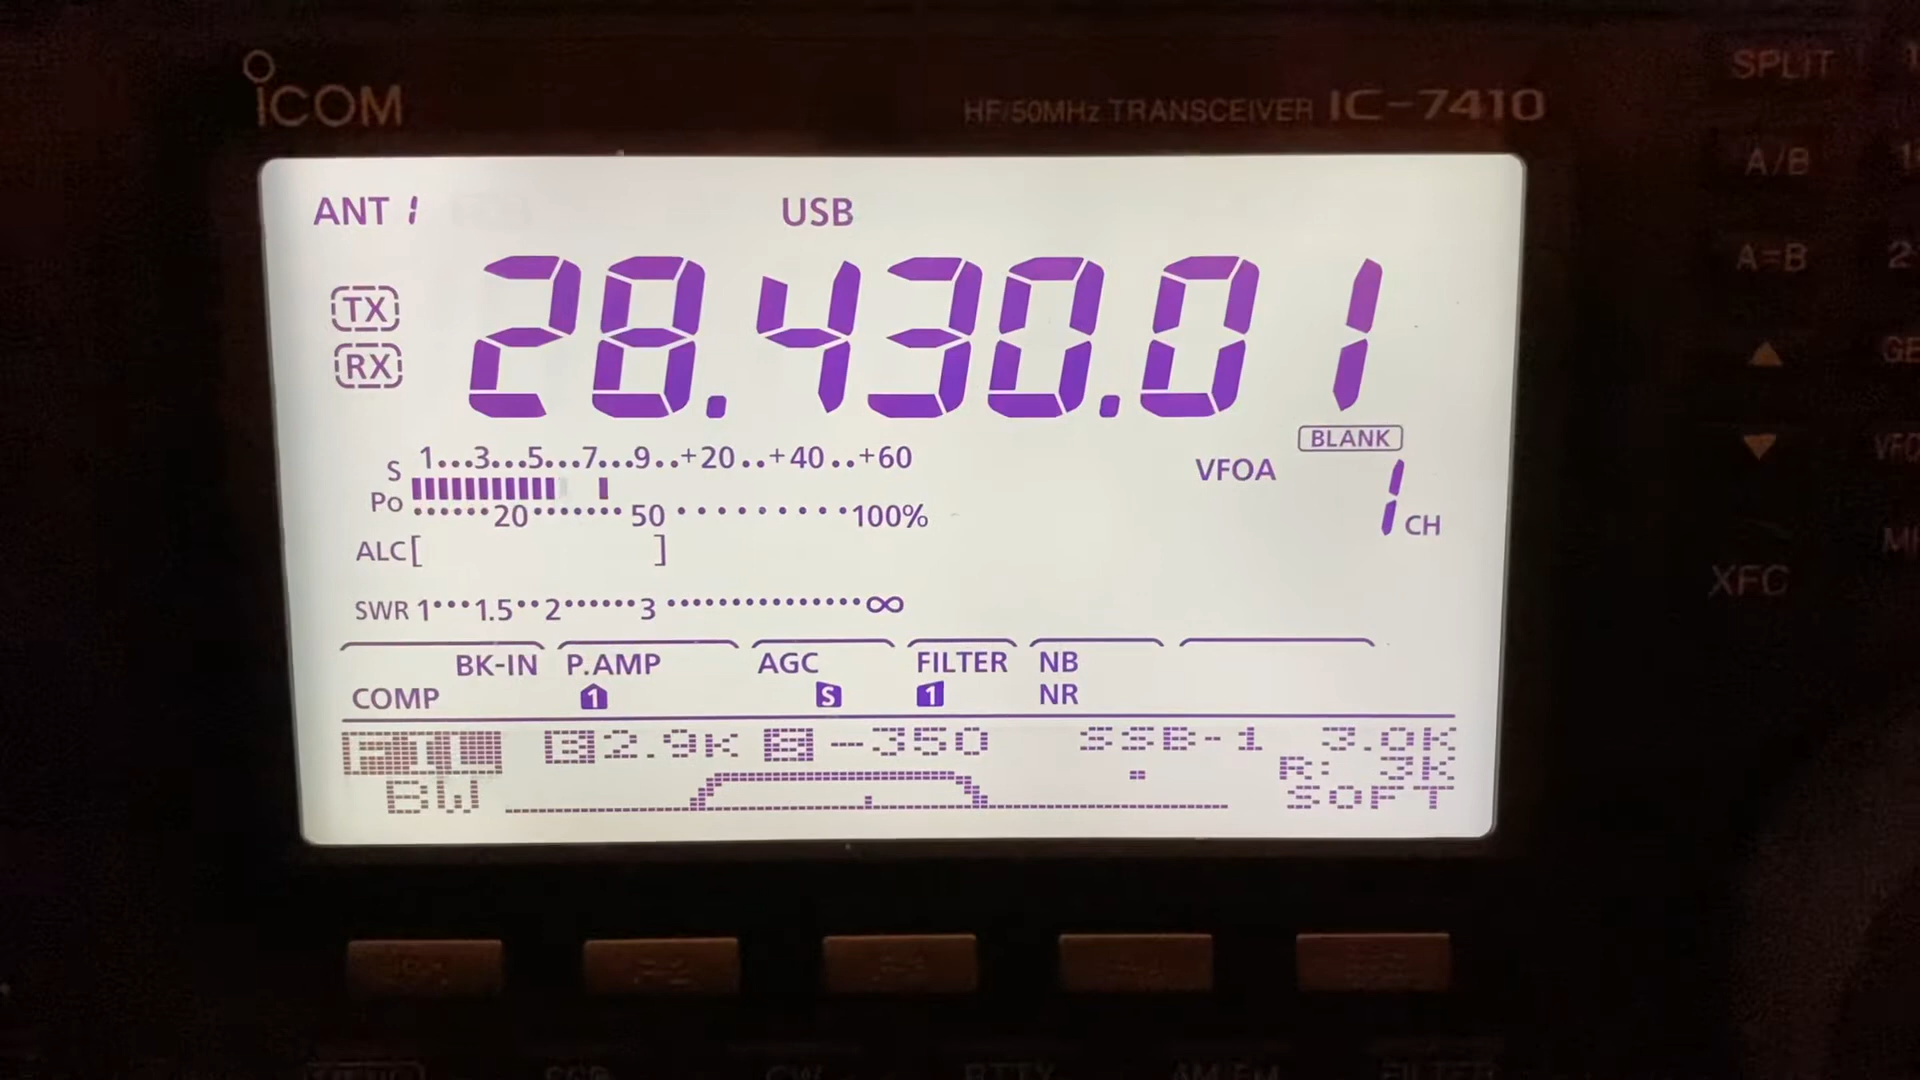 iCOM
HF/50MHz TRANSCEIVER IC-7410
SPLIT
A/B
A=B
XFC
ANT 1
USB
TX
RX
28.430.01
BLANK
VFOA
1 CH
S 1...3...5...7...9..+20..+40..+60
Po ......20.......50..........100%
ALC[ ]
SWR 1...1.5..2......3...............∞
BK-IN P.AMP AGC FILTER NB
COMP 1 S 1 NR
FIL B 2.9K S -350 SSB-1 3.0K
R: 3K
BW SOFT